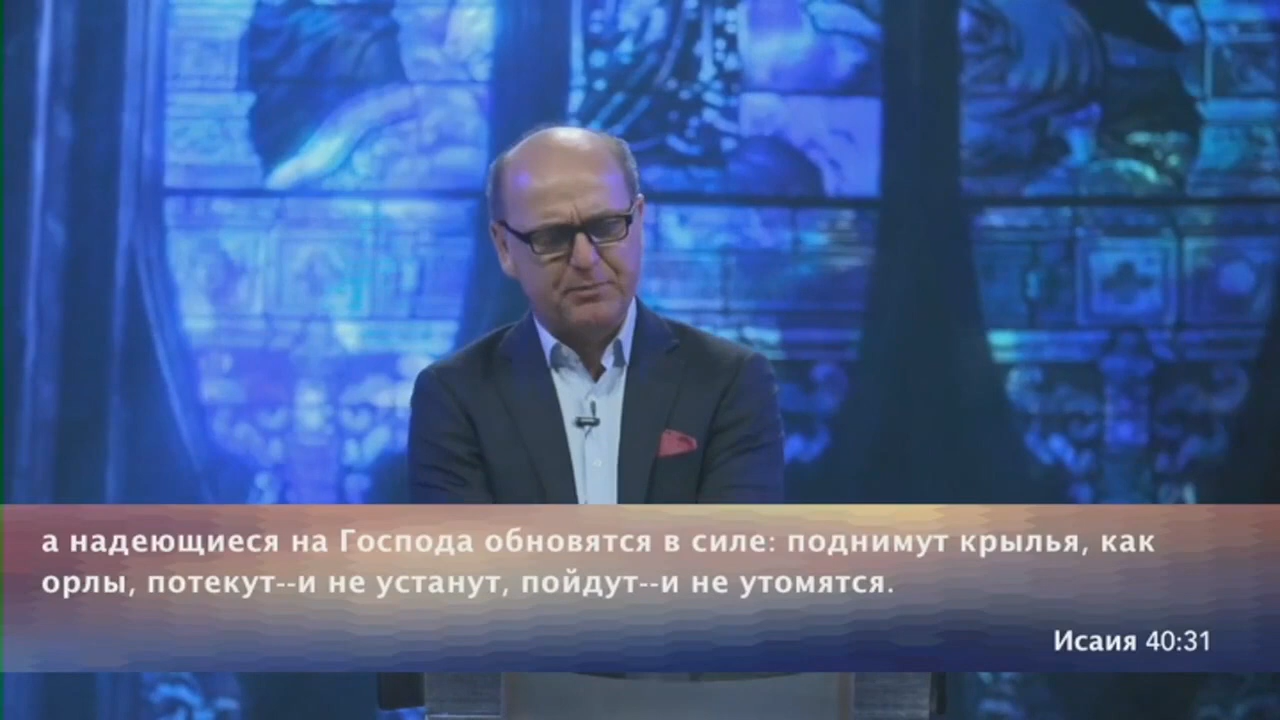 а надеющиеся на Господа обновятся в силе: поднимут крылья, как
орлы, потекут--и не устанут, пойдут--и не утомятся.
Исаия 40:31